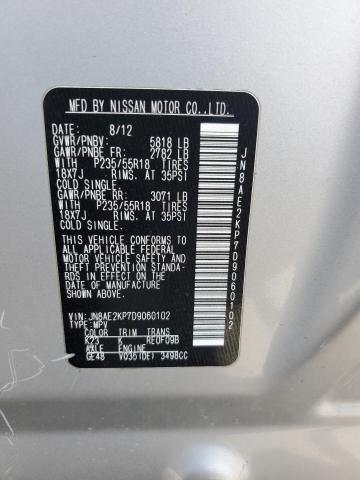 MFD BY NISSAN MOTOR CO.,LTD.
DATE: 8/12
GVWR/PNBV: 5818 LB
GAWR/PNBE FR: 2782 LB
WITH P235/55R18 TIRES
18X7J RIMS. AT 35PSI
COLD SINGLE.
GAWR/PNBE RR: 3071 LB
WITH P235/55R18 TIRES
18X7J RIMS. AT 35PSI
COLD SINGLE.
THIS VEHICLE CONFORMS TO
ALL APPLICABLE FEDERAL
MOTOR VEHICLE SAFETY AND
THEFT PREVENTION STANDA-
RDS IN EFFECT ON THE
DATE OF MANUFACTURE SHO-
WN ABOVE.
VIN: JN8AE2KP7D9060102
TYPE: MPV
COLOR TRIM TRANS
K23 K RE0F09B
AXLE ENGINE
GE48 VQ35(DE) 3498CC
JN8AE2KP7D9060102